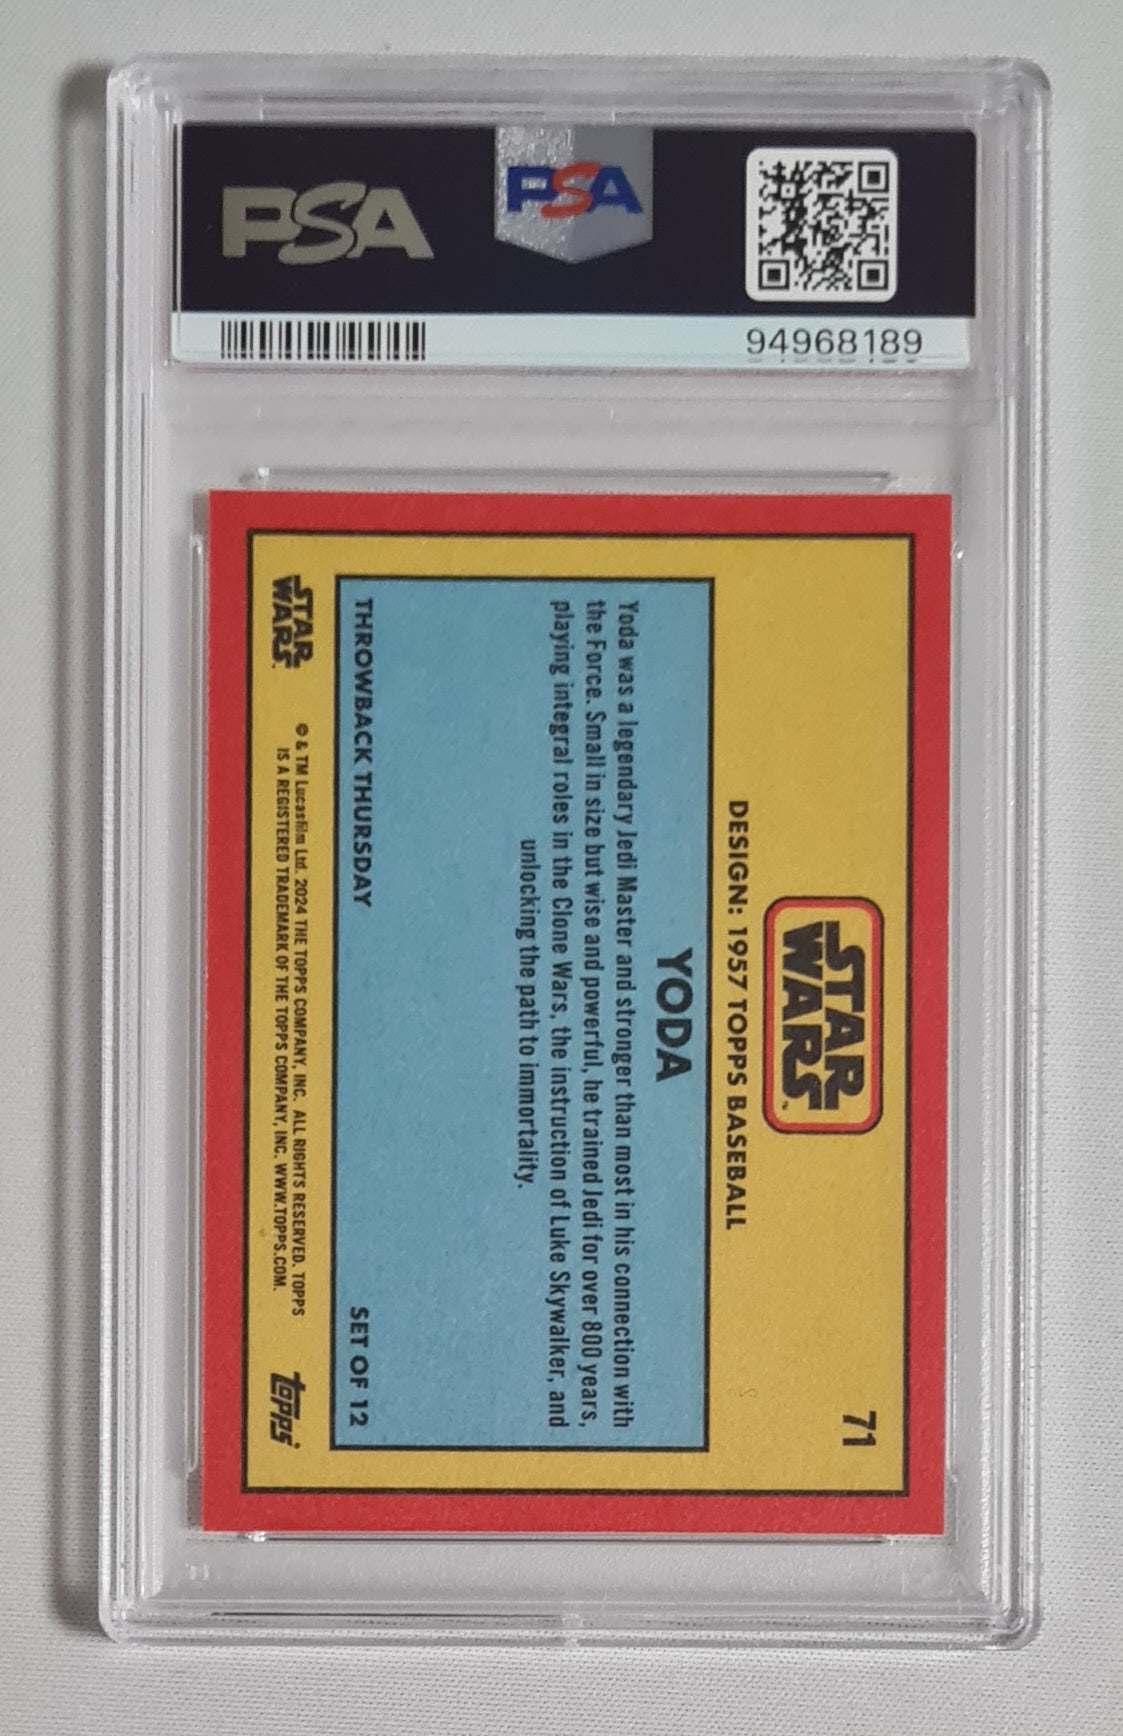 PSA
PSA
94968189
71
STAR
WARS™
DESIGN: 1957 TOPPS BASEBALL
YODA
Yoda was a legendary Jedi Master and stronger than most in his connection with
the Force. Small in size but wise and powerful, he trained Jedi for over 800 years,
playing integral roles in the Clone Wars, the instruction of Luke Skywalker, and
unlocking the path to immortality.
THROWBACK THURSDAY
SET OF 12
STAR
WARS.
© & TM Lucasfilm Ltd. 2024 THE TOPPS COMPANY, INC. ALL RIGHTS RESERVED. TOPPS
IS A REGISTERED TRADEMARK OF THE TOPPS COMPANY, INC. WWW.TOPPS.COM.
topps